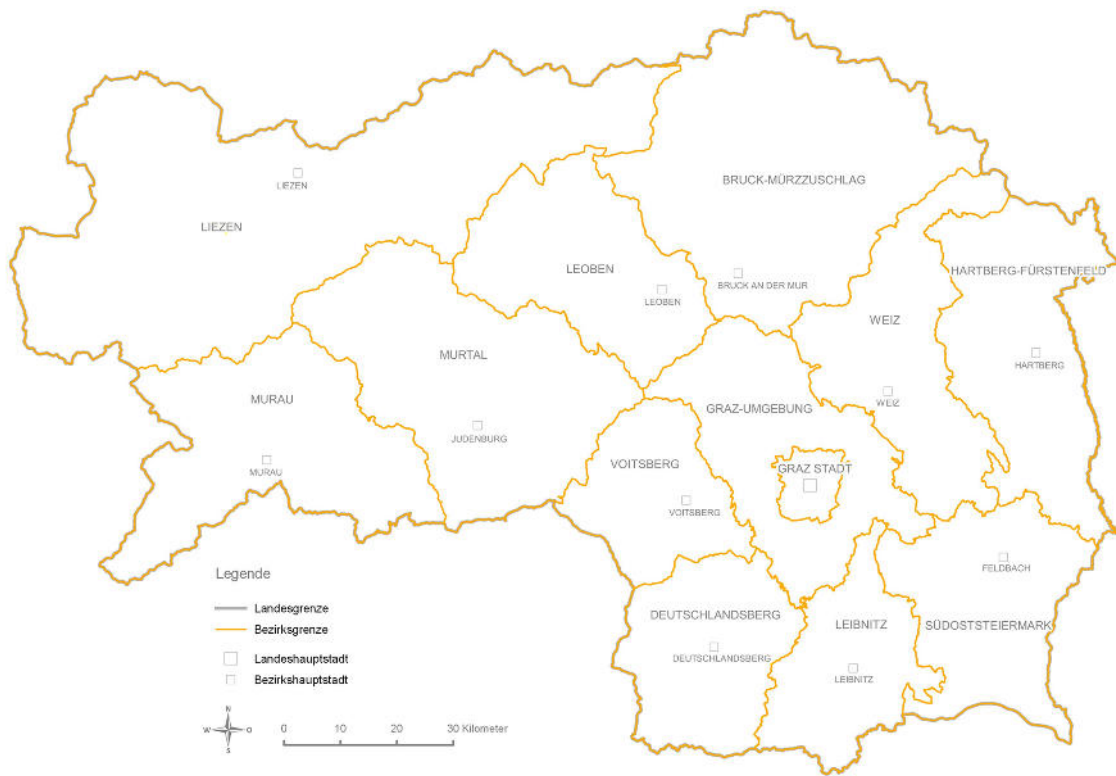 BRUCK-MÜRZZUSCHLAG
LIEZEN
LIEZEN
LEOBEN
HARTBERG-FÜRSTENFELD
BRUCK AN DER MUR
LEOBEN
WEIZ
MURTAL
HARTBERG
MURAU
GRAZ-UMGEBUNG
WEIZ
JUDENBURG
VOITSBERG
GRAZ STADT
MURAU
VOITSBERG
FELDBACH
DEUTSCHLANDSBERG
LEIBNITZ
SÜDOSTSTEIERMARK
DEUTSCHLANDSBERG
LEIBNITZ
Legende
Landesgrenze
Bezirksgrenze
Landeshauptstadt
Bezirkshauptstadt
N
W
O
S
0 10 20 30 Kilometer